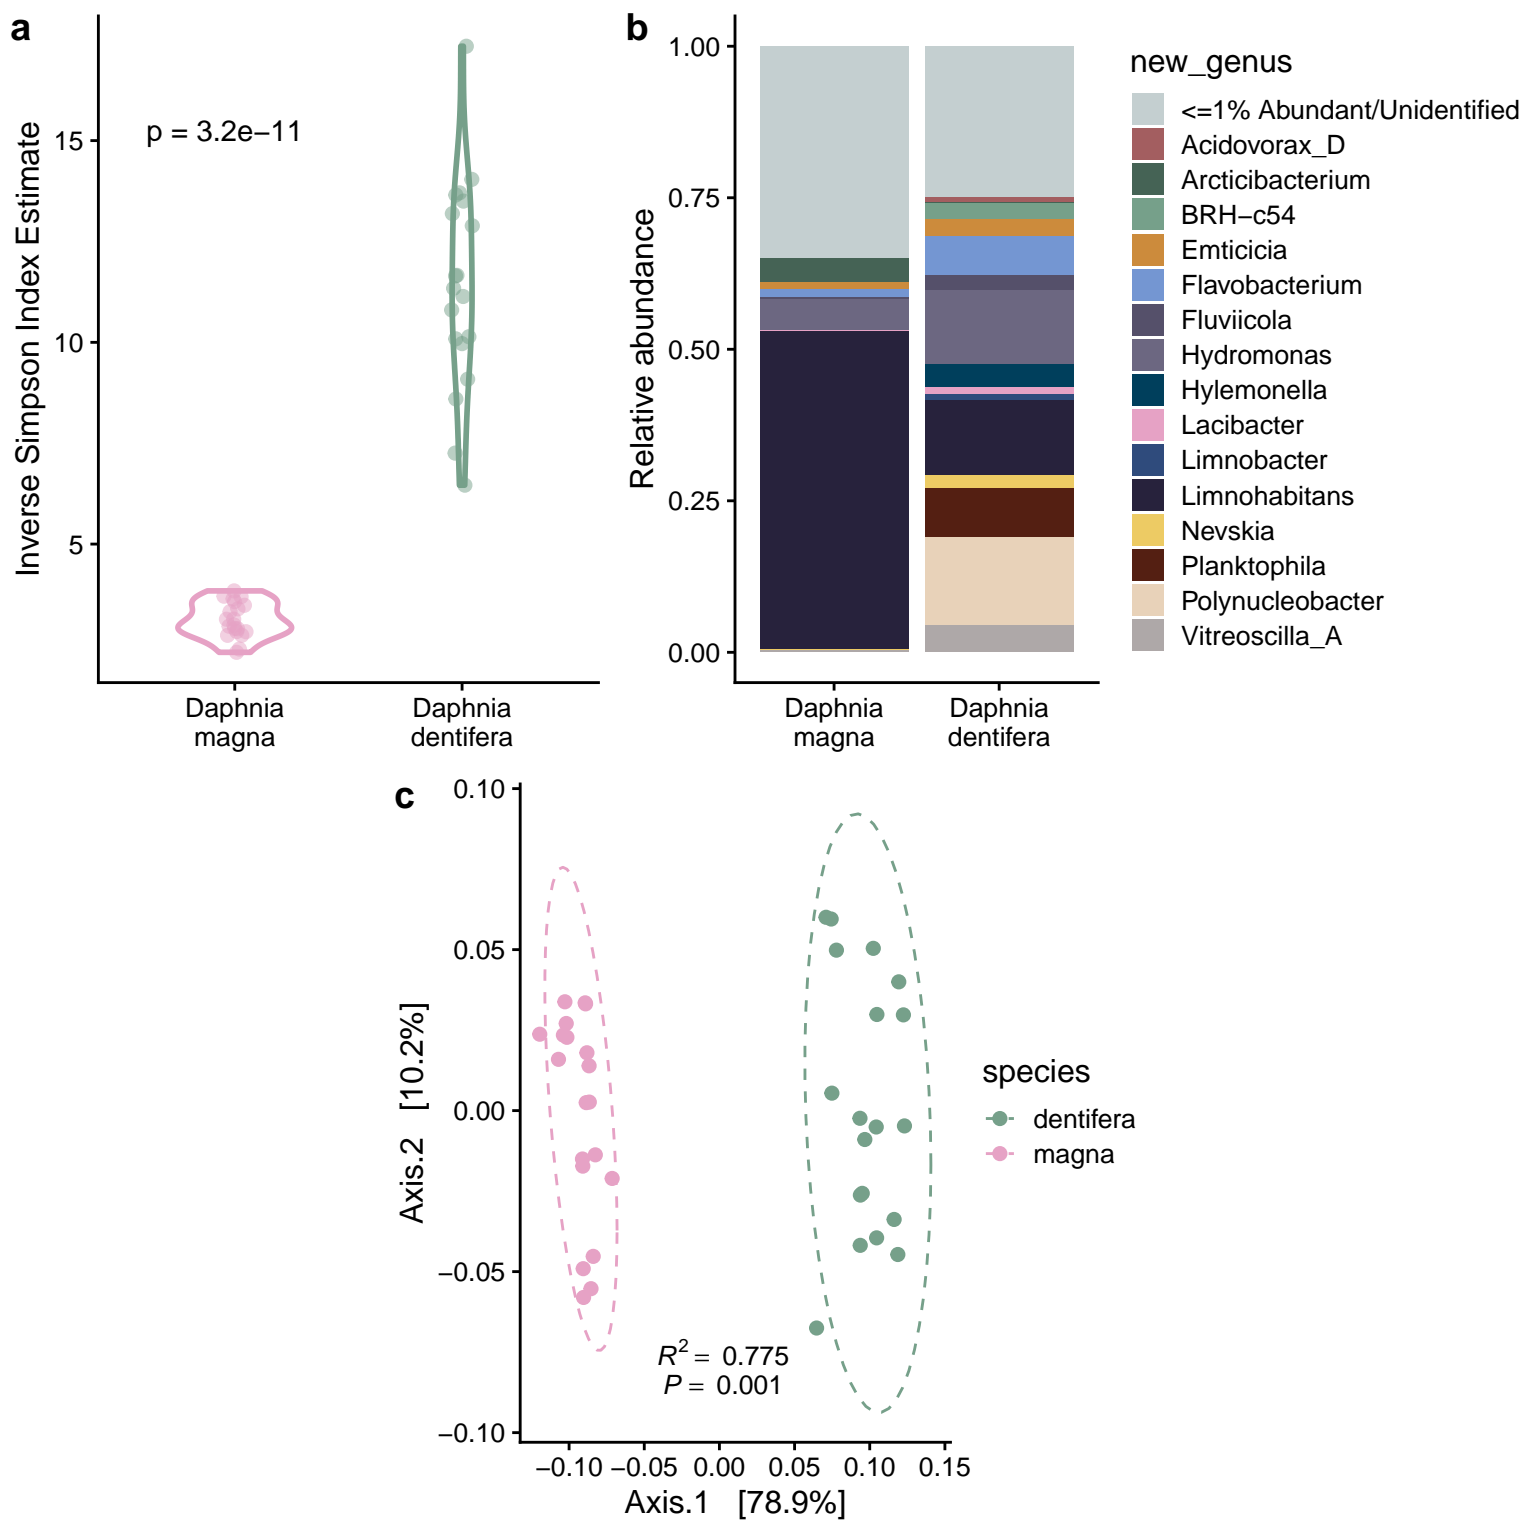 a
Inverse Simpson Index Estimate
15
10
5
p = 3.2e−11
Daphnia
magna
Daphnia
dentifera
b
Relative abundance
1.00
0.75
0.50
0.25
0.00
Daphnia
magna
Daphnia
dentifera
new_genus
<=1% Abundant/Unidentified
Acidovorax_D
Arcticibacterium
BRH−c54
Emticicia
Flavobacterium
Fluviicola
Hydromonas
Hylemonella
Lacibacter
Limnobacter
Limnohabitans
Nevskia
Planktophila
Polynucleobacter
Vitreoscilla_A
c
Axis.2 [10.2%]
0.10
0.05
0.00
−0.05
−0.10
R² = 0.775
P = 0.001
−0.10 −0.05 0.00 0.05 0.10 0.15
Axis.1 [78.9%]
species
dentifera
magna